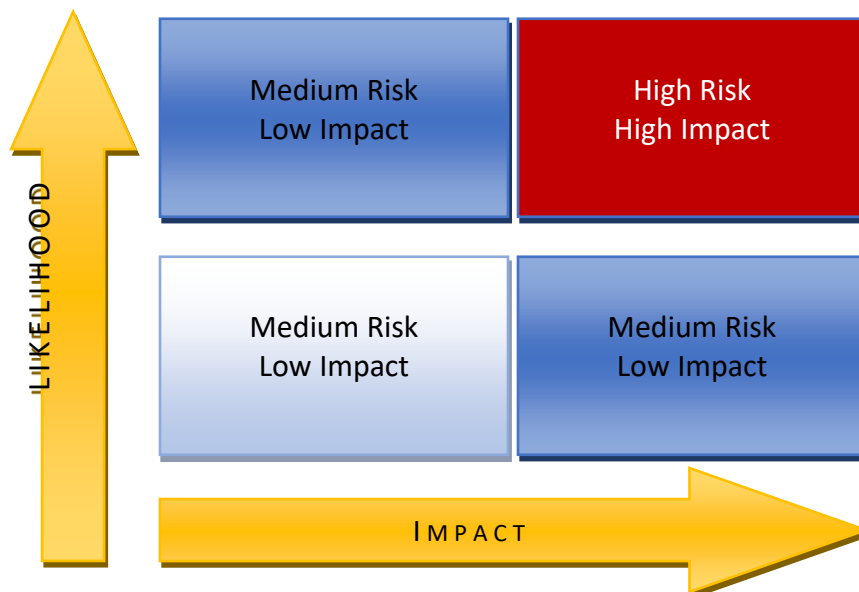 Medium Risk
Low Impact
High Risk
High Impact
LIKELIHOOD
Medium Risk
Low Impact
Medium Risk
Low Impact
IMPACT